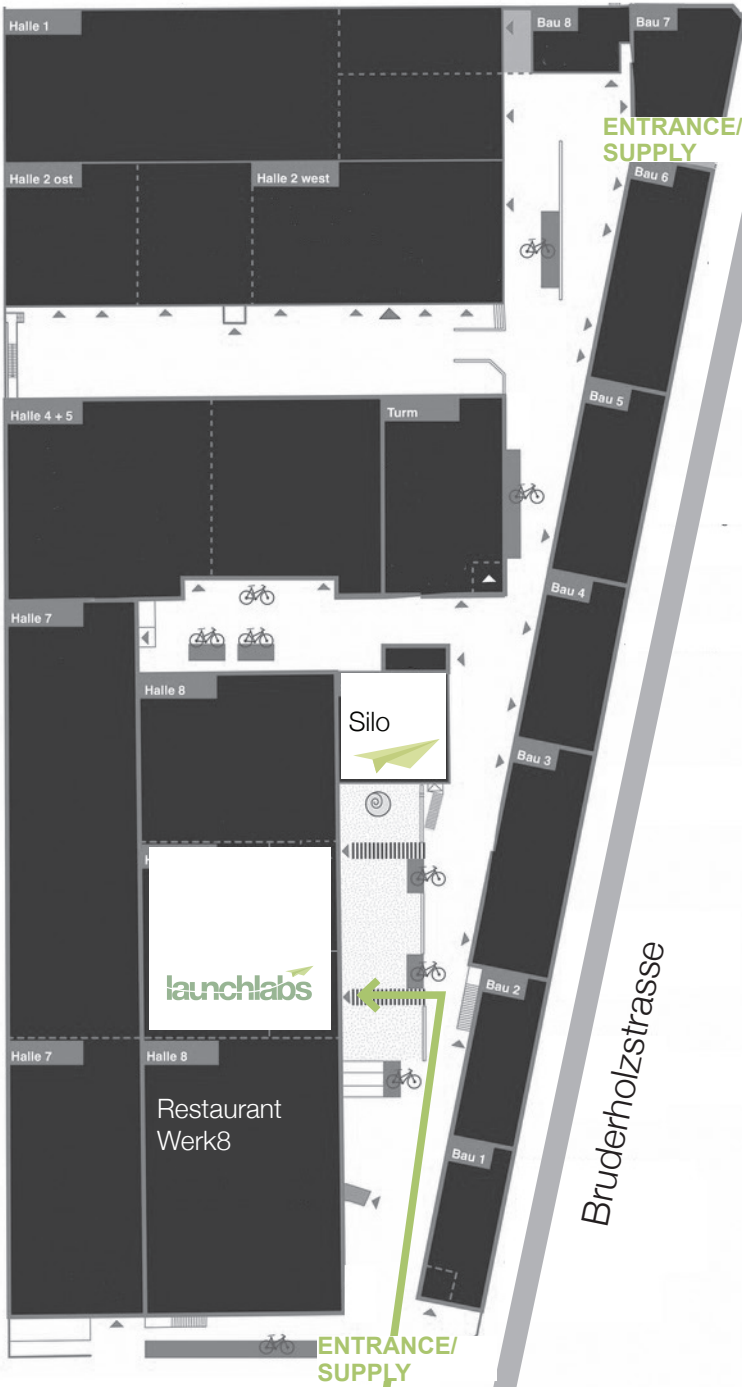 Halle 1
Bau 8
Bau 7
ENTRANCE/
SUPPLY
Halle 2 ost
Halle 2 west
Bau 6
Bau 5
Halle 4 + 5
Turm
Bau 4
Halle 7
Halle 8
Silo
Bau 3
launchlabs
Bruderholzstrasse
Bau 2
Halle 7
Halle 8
Restaurant
Werk8
Bau 1
ENTRANCE/
SUPPLY